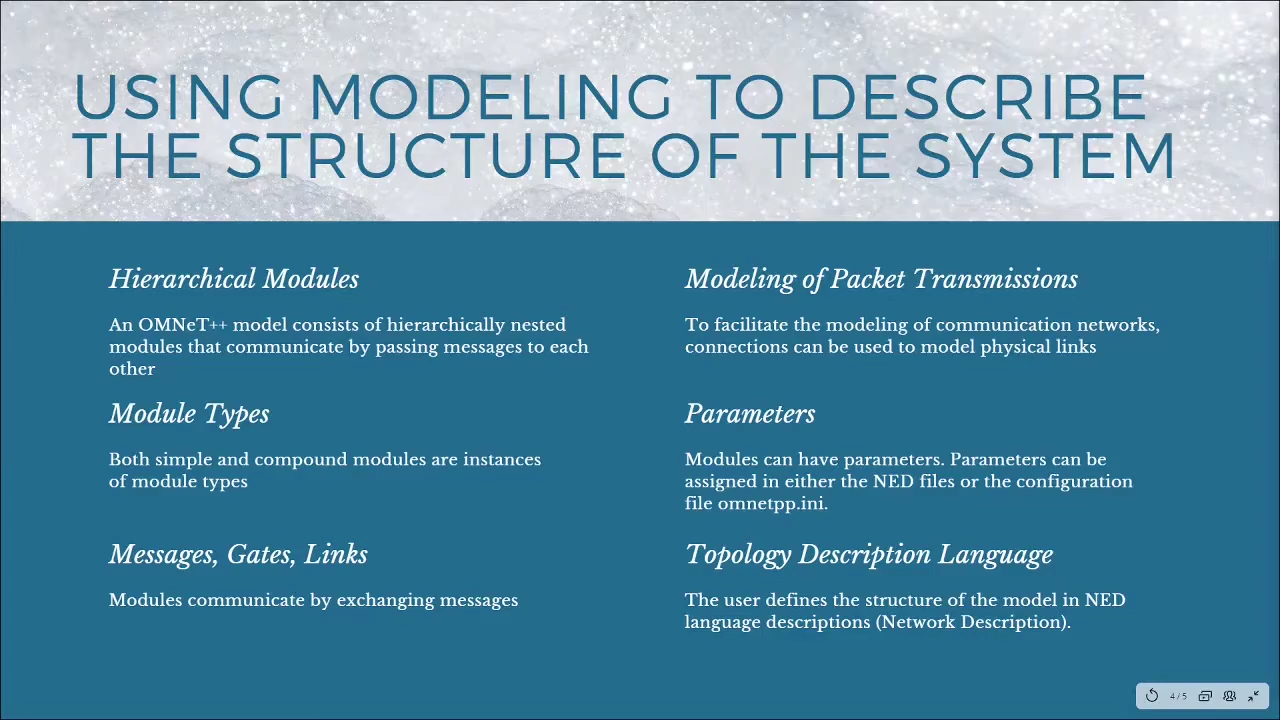 USING MODELING TO DESCRIBE
THE STRUCTURE OF THE SYSTEM
Hierarchical Modules
An OMNeT++ model consists of hierarchically nested
modules that communicate by passing messages to each
other
Module Types
Both simple and compound modules are instances
of module types
Messages, Gates, Links
Modules communicate by exchanging messages
Modeling of Packet Transmissions
To facilitate the modeling of communication networks,
connections can be used to model physical links
Parameters
Modules can have parameters. Parameters can be
assigned in either the NED files or the configuration
file omnetpp.ini.
Topology Description Language
The user defines the structure of the model in NED
language descriptions (Network Description).
4/5